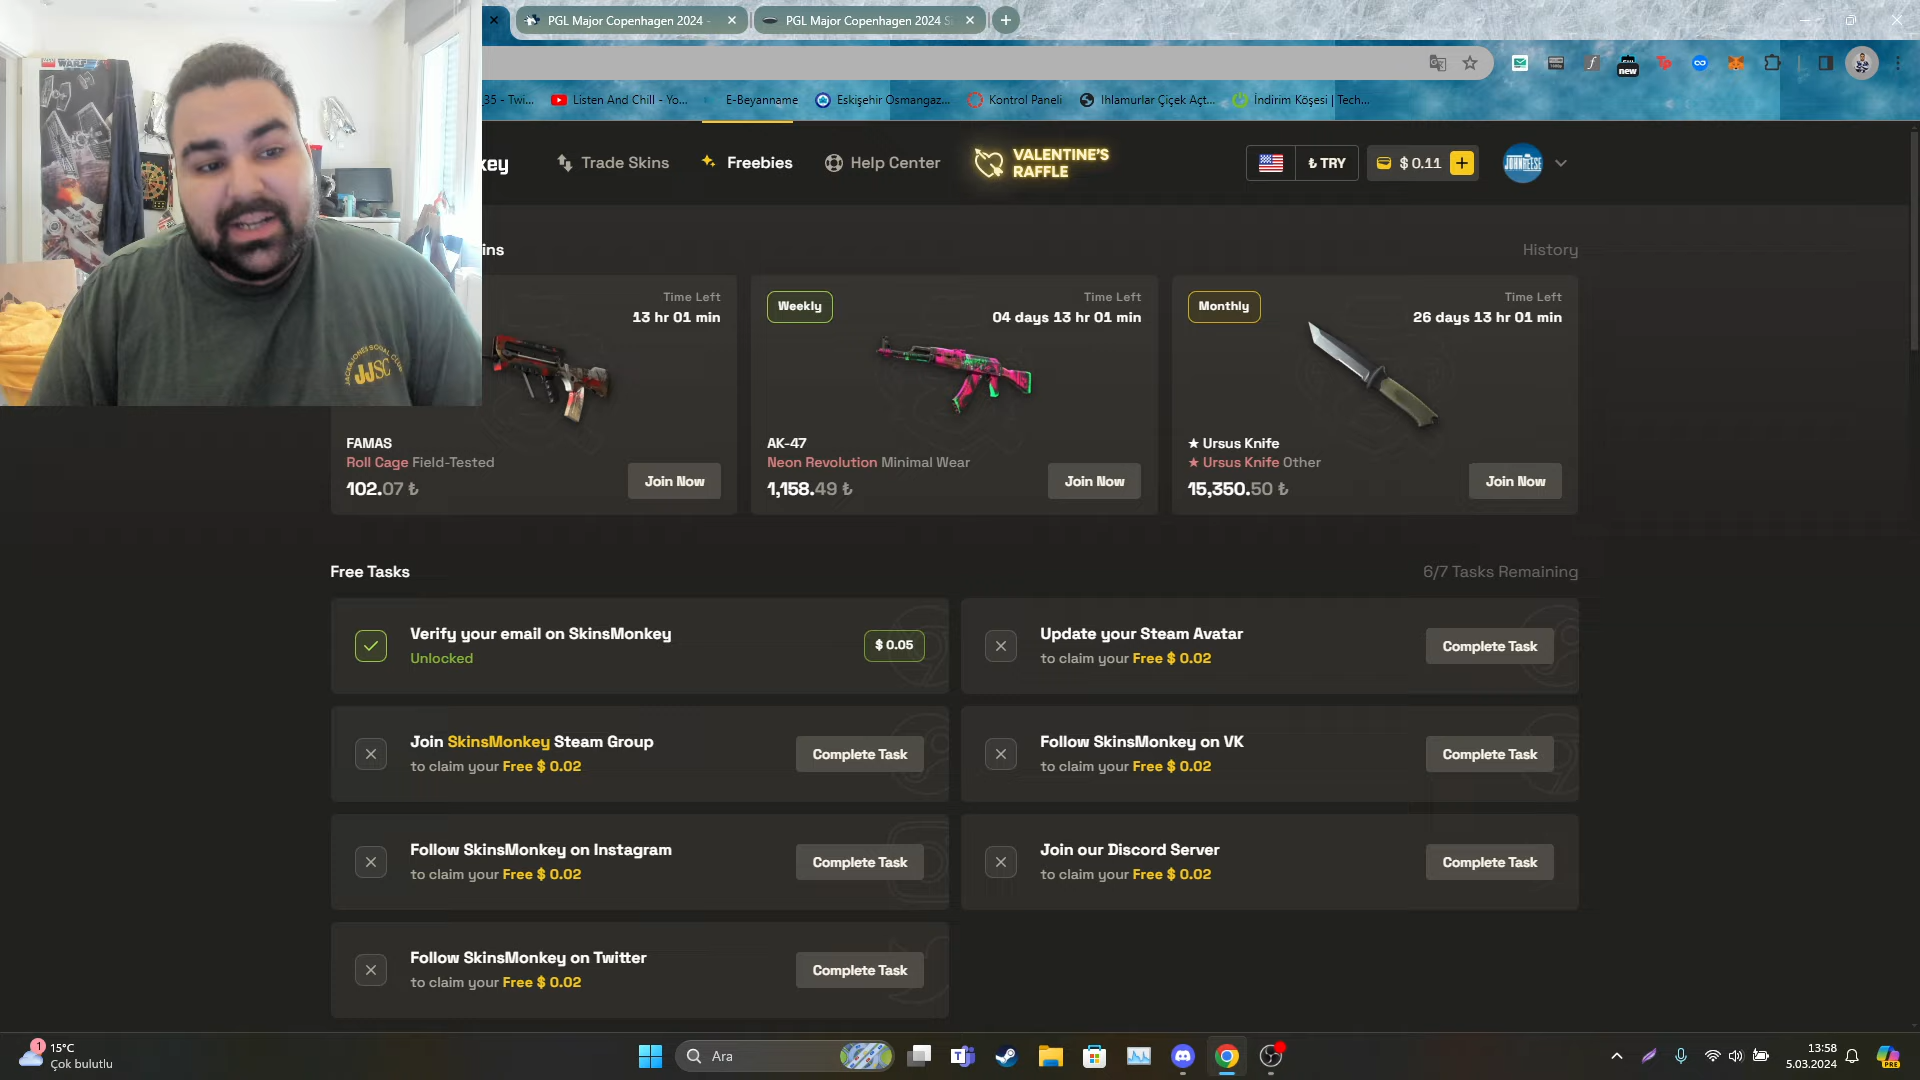 PGL Major Copenhagen 2024 -
PGL Major Copenhagen 2024 S
new
35 - Twi...
Listen And Chill - Yo...
E-Beyanname
Eskişehir Osmangaz...
Kontrol Paneli
Ihlamurlar Çiçek Açt...
İndirim Köşesi | Tech...
key
Trade Skins
Freebies
Help Center
VALENTINE'S
RAFFLE
₺ TRY
$ 0.11
JOHNREESE
ins
History
Time Left
13 hr 01 min
FAMAS
Roll Cage Field-Tested
102.07 ₺
Join Now
Weekly
Time Left
04 days 13 hr 01 min
AK-47
Neon Revolution Minimal Wear
1,158.49 ₺
Join Now
Monthly
Time Left
26 days 13 hr 01 min
★ Ursus Knife
★ Ursus Knife Other
15,350.50 ₺
Join Now
JJSC
Free Tasks
6/7 Tasks Remaining
Verify your email on SkinsMonkey
Unlocked
$ 0.05
Update your Steam Avatar
to claim your Free $ 0.02
Complete Task
Join SkinsMonkey Steam Group
to claim your Free $ 0.02
Complete Task
Follow SkinsMonkey on VK
to claim your Free $ 0.02
Complete Task
Follow SkinsMonkey on Instagram
to claim your Free $ 0.02
Complete Task
Join our Discord Server
to claim your Free $ 0.02
Complete Task
Follow SkinsMonkey on Twitter
to claim your Free $ 0.02
Complete Task
1
15°C
Çok bulutlu
Ara
13:58
5.03.2024
PRE